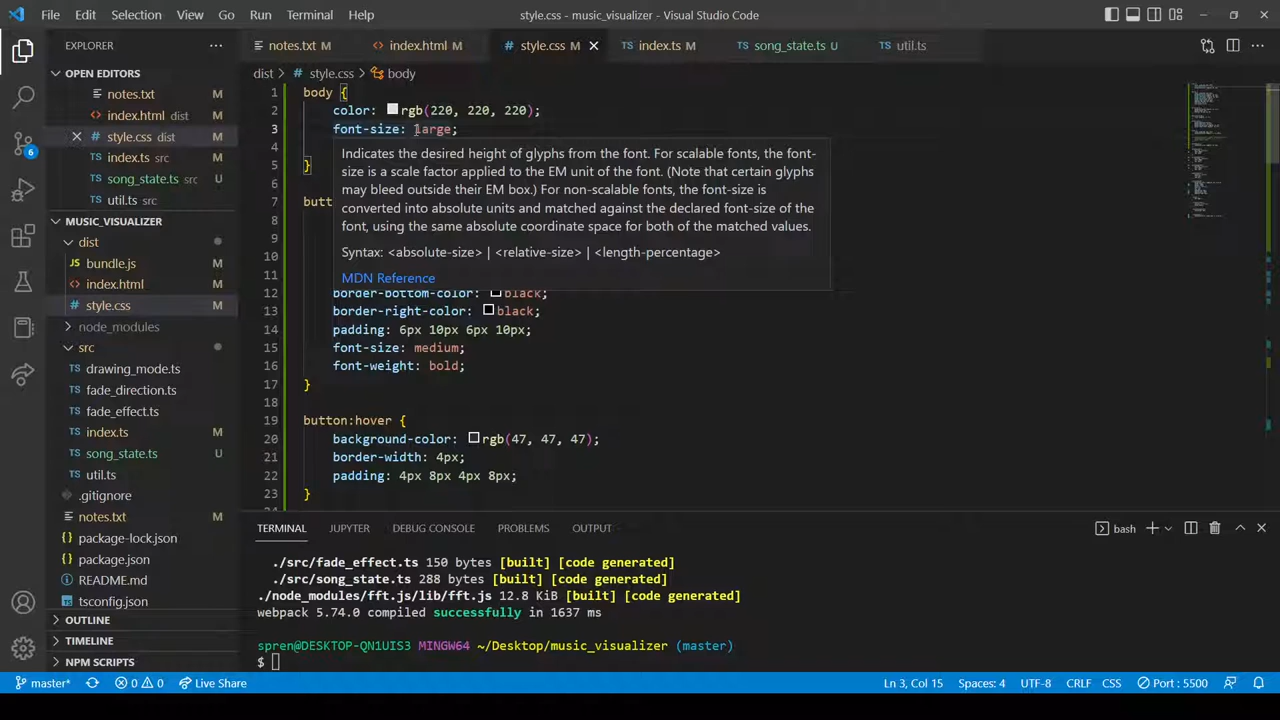 File Edit Selection View Go Run Terminal Help
style.css - music_visualizer - Visual Studio Code
EXPLORER
OPEN EDITORS
notes.txt M
index.html dist M
style.css dist M
index.ts src M
song_state.ts src U
util.ts src
MUSIC_VISUALIZER
dist
bundle.js
index.html
style.css
node_modules
src
drawing_mode.ts
fade_direction.ts
fade_effect.ts
index.ts M
song_state.ts U
util.ts
.gitignore
notes.txt M
package-lock.json
package.json
README.md
tsconfig.json
OUTLINE
TIMELINE
NPM SCRIPTS
6
notes.txt M index.html M style.css M index.ts M song_state.ts U util.ts
dist style.css body
1 body {
2 color: rgb(220, 220, 220);
3 font-size: large;
4
Indicates the desired height of glyphs from the font. For scalable fonts, the font-
size is a scale factor applied to the EM unit of the font. (Note that certain glyphs
may bleed outside their EM box.) For non-scalable fonts, the font-size is
converted into absolute units and matched against the declared font-size of the
font, using the same absolute coordinate space for both of the matched values.
Syntax: <absolute-size> | <relative-size> | <length-percentage>
MDN Reference
5 }
6
7 butt
8
9
10
11
12 border-bottom-color: black;
13 border-right-color: black;
14 padding: 6px 10px 6px 10px;
15 font-size: medium;
16 font-weight: bold;
17 }
18
19 button:hover {
20 background-color: rgb(47, 47, 47);
21 border-width: 4px;
22 padding: 4px 8px 4px 8px;
23 }
TERMINAL JUPYTER DEBUG CONSOLE PROBLEMS OUTPUT
bash
./src/fade_effect.ts 150 bytes [built] [code generated]
./src/song_state.ts 288 bytes [built] [code generated]
./node_modules/fft.js/lib/fft.js 12.8 KiB [built] [code generated]
webpack 5.74.0 compiled successfully in 1637 ms
spren@DESKTOP-QN1UIS3 MINGW64 ~/Desktop/music_visualizer (master)
$
master* 0 0 Live Share
Ln 3, Col 15 Spaces: 4 UTF-8 CRLF CSS Port : 5500